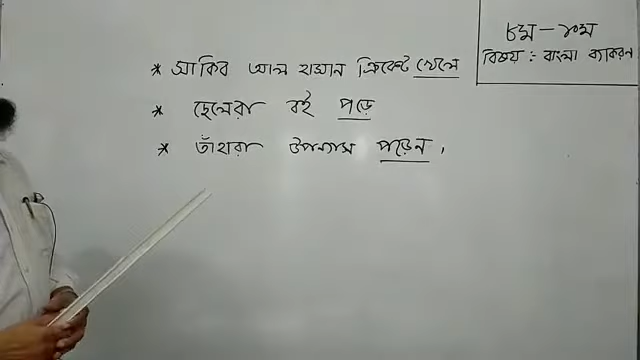 ৮ম - ১০ম
বিষয় : বাংলা ব্যাকরণ
* সাকিব আল হাসান ক্রিকেট খেলে
* ছেলেরা বই পড়ে
* তাঁহারা উপন্যাস পড়েন।